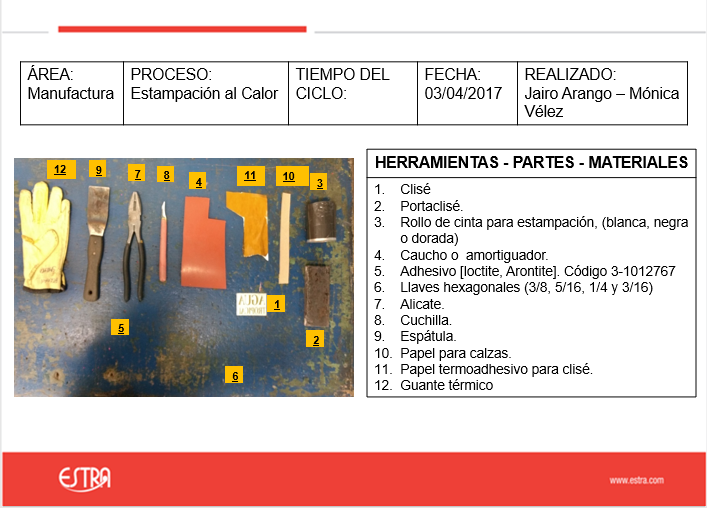 ÁREA:
Manufactura
PROCESO:
Estampación al Calor
TIEMPO DEL
CICLO:
FECHA:
03/04/2017
REALIZADO:
Jairo Arango – Mónica
Vélez
12
9
7
8
4
11
10
3
1
5
2
6
HERRAMIENTAS - PARTES - MATERIALES
1. Clisé
2. Portaclisé.
3. Rollo de cinta para estampación, (blanca, negra
o dorada)
4. Caucho o amortiguador.
5. Adhesivo [loctite, Arontite]. Código 3-1012767
6. Llaves hexagonales (3/8, 5/16, 1/4 y 3/16)
7. Alicate.
8. Cuchilla.
9. Espátula.
10. Papel para calzas.
11. Papel termoadhesivo para clisé.
12. Guante térmico
ESTRA
www.estra.com